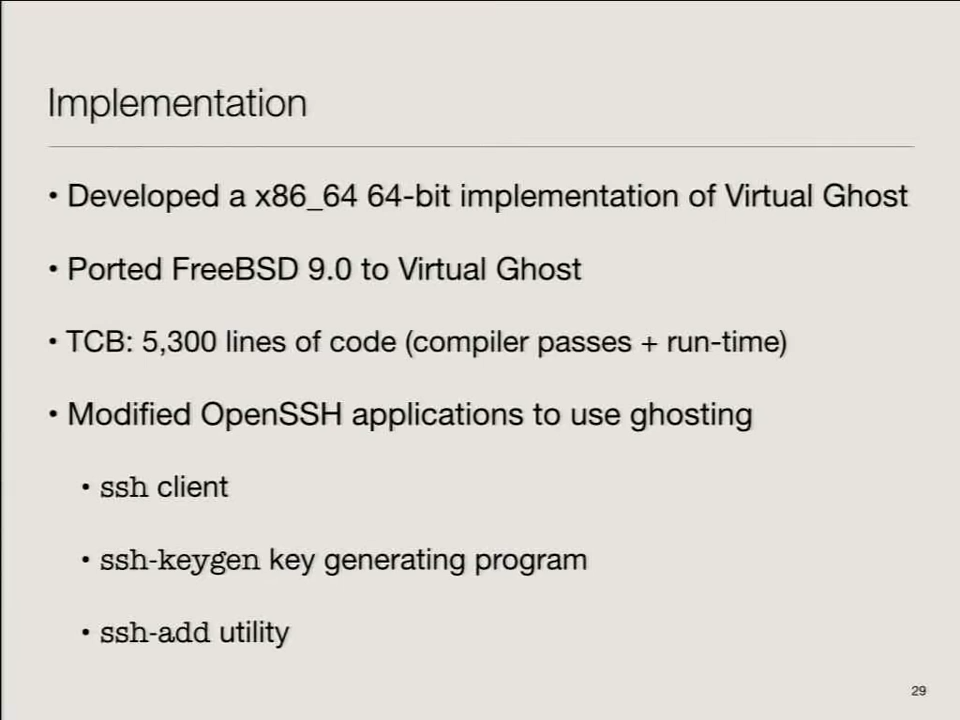 Implementation
• Developed a x86_64 64-bit implementation of Virtual Ghost
• Ported FreeBSD 9.0 to Virtual Ghost
• TCB: 5,300 lines of code (compiler passes + run-time)
• Modified OpenSSH applications to use ghosting
• ssh client
• ssh-keygen key generating program
• ssh-add utility
29